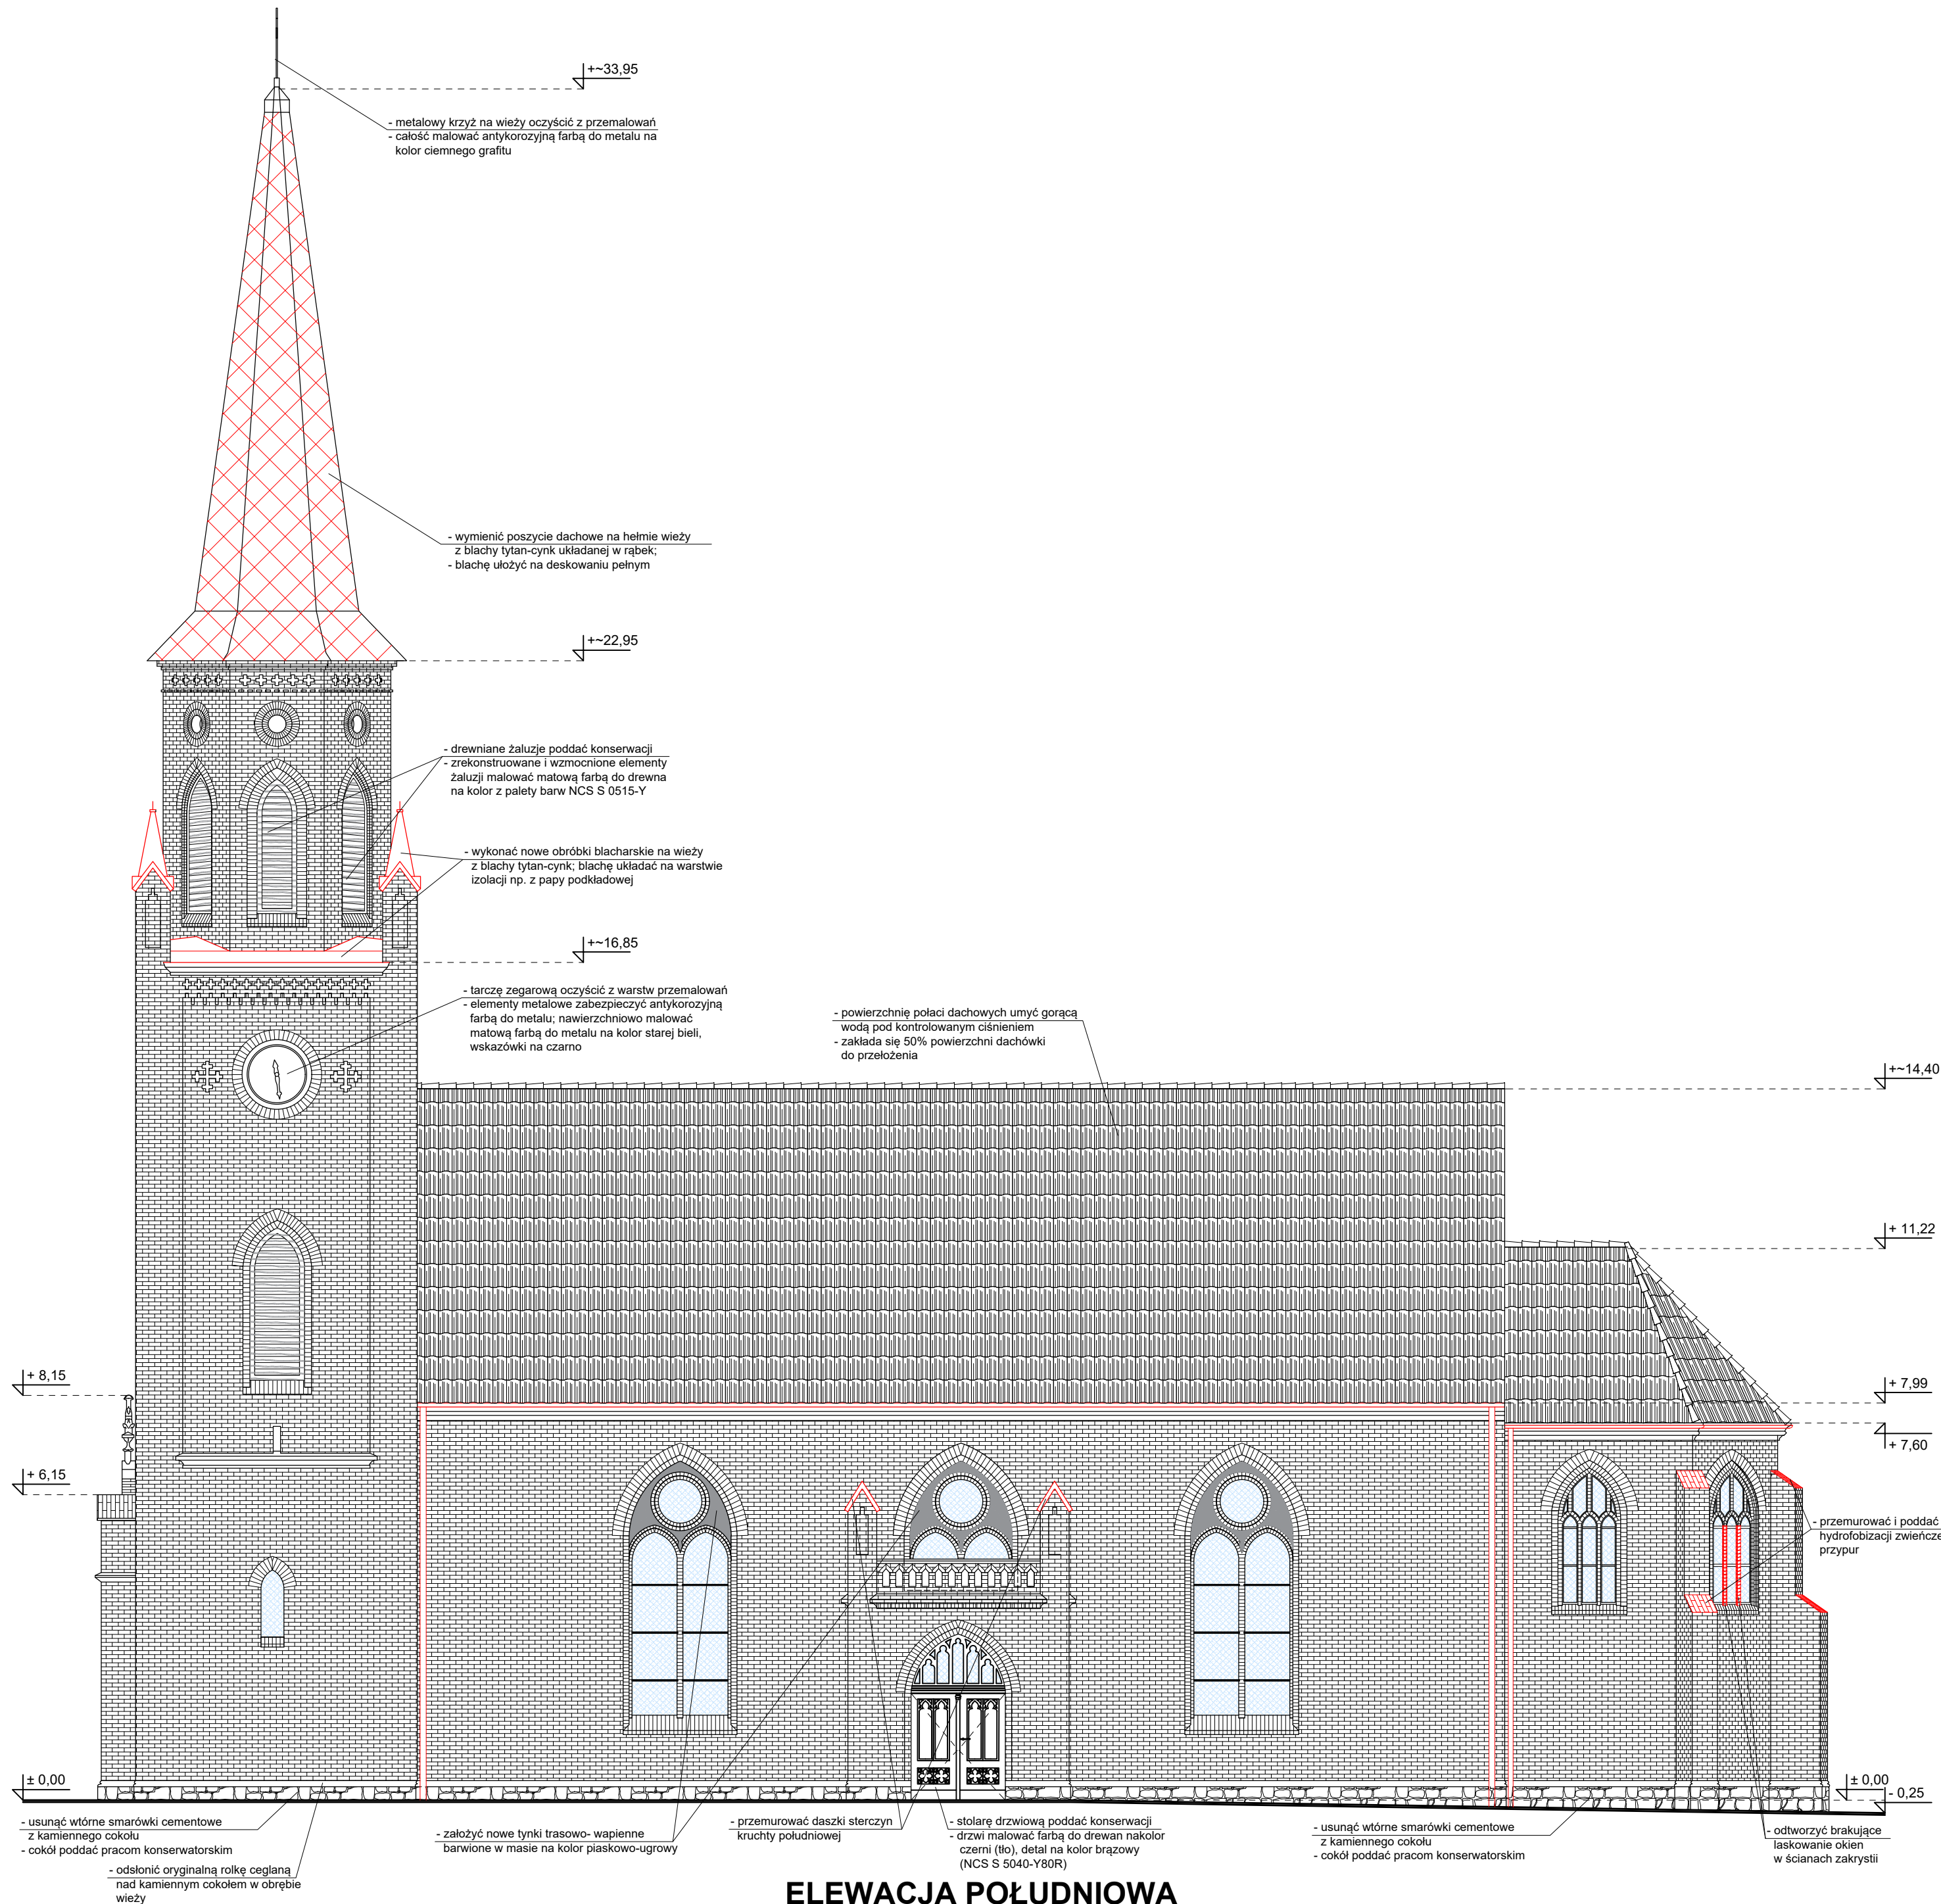 +~33,95
- metalowy krzyż na wieży oczyścić z przemalowań
- całość malować antykorozyjną farbą do metalu na
kolor ciemnego grafitu
- wymienić poszycie dachowe na hełmie wieży
z blachy tytan-cynk układanej w rąbek;
- blachę ułożyć na deskowaniu pełnym
+~22,95
- drewniane żaluzje poddać konserwacji
- zrekonstruowane i wzmocnione elementy
żaluzji malować matową farbą do drewna
na kolor z palety barw NCS S 0515-Y
- wykonać nowe obróbki blacharskie na wieży
z blachy tytan-cynk; blachę układać na warstwie
izolacji np. z papy podkładowej
+~16,85
- tarczę zegarową oczyścić z warstw przemalowań
- elementy metalowe zabezpieczyć antykorozyjną
farbą do metalu; nawierzchniowo malować
matową farbą do metalu na kolor starej bieli,
wskazówki na czarno
- powierzchnię połaci dachowych umyć gorącą
wodą pod kontrolowanym ciśnieniem
- zakłada się 50% powierzchni dachówki
do przełożenia
+~14,40
+ 11,22
+ 8,15
+ 7,99
+ 7,60
+ 6,15
- przemurować i poddać
hydrofobizacji zwieńcze
przypur
± 0,00
± 0,00
- 0,25
- usunąć wtórne smarówki cementowe
z kamiennego cokołu
- cokół poddać pracom konserwatorskim
- odsłonić oryginalną rolkę ceglaną
nad kamiennym cokołem w obrębie
wieży
- założyć nowe tynki trasowo- wapienne
barwione w masie na kolor piaskowo-ugrowy
- przemurować daszki sterczyn
kruchty południowej
- stolarę drzwiową poddać konserwacji
- drzwi malować farbą do drewan nakolor
czerni (tło), detal na kolor brązowy
(NCS S 5040-Y80R)
- usunąć wtórne smarówki cementowe
z kamiennego cokołu
- cokół poddać pracom konserwatorskim
- odtworzyć brakujące
laskowanie okien
w ścianach zakrystii
ELEWACJA POŁUDNIOWA